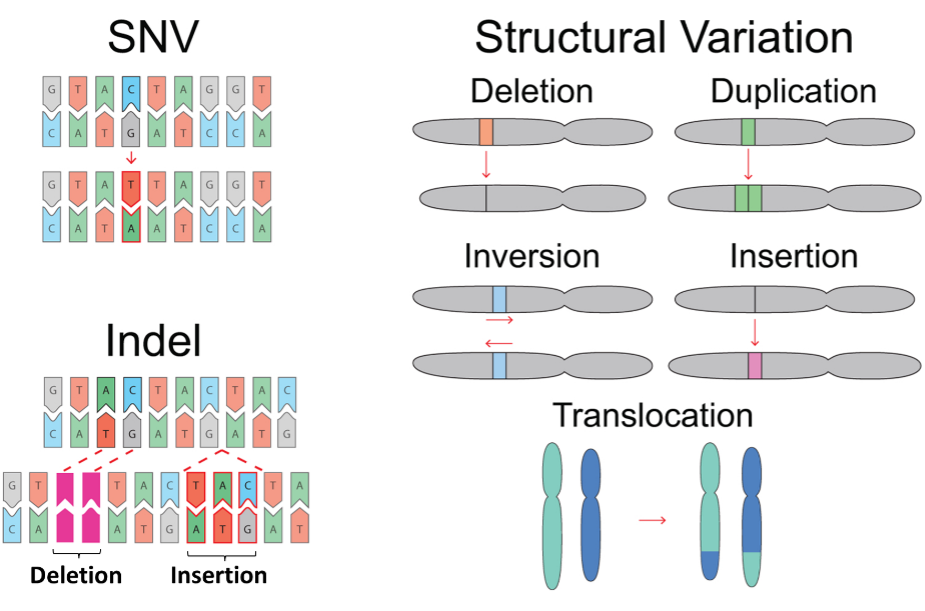 SNV
G T A C T A G G T
C A T G A T C C A
G T A T T A G G T
C A T A A T C C A
Indel
G T A C T A C T A C
C A T G A T G A T G
G T T A C T A C T A
C A A T G A T G A T
Deletion Insertion
Structural Variation
Deletion Duplication
Inversion Insertion
Translocation